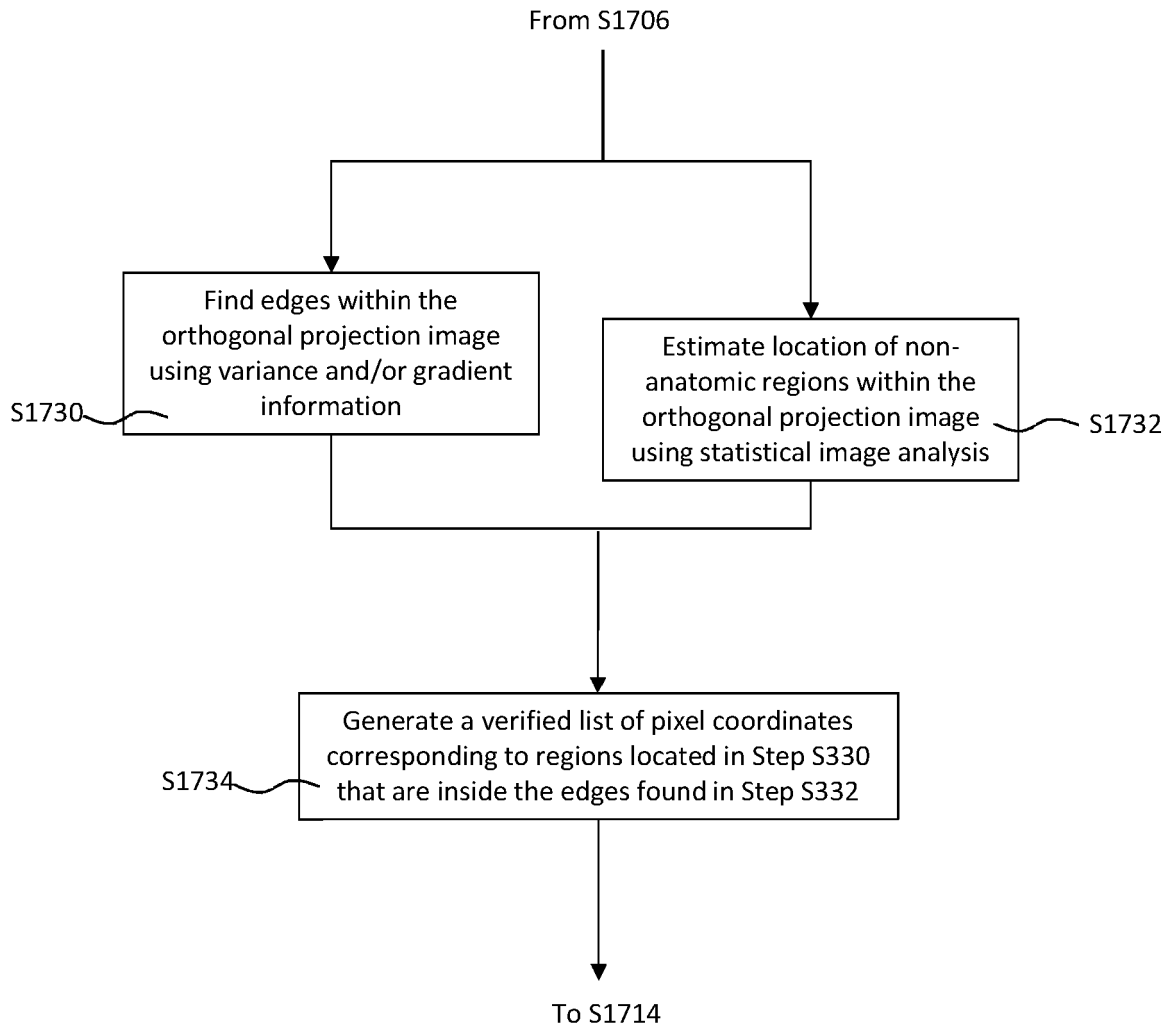 From S1706
Find edges within the
orthogonal projection image
using variance and/or gradient
information
S1730
Estimate location of non-
anatomic regions within the
orthogonal projection image
using statistical image analysis
S1732
Generate a verified list of pixel coordinates
corresponding to regions located in Step S330
that are inside the edges found in Step S332
S1734
To S1714